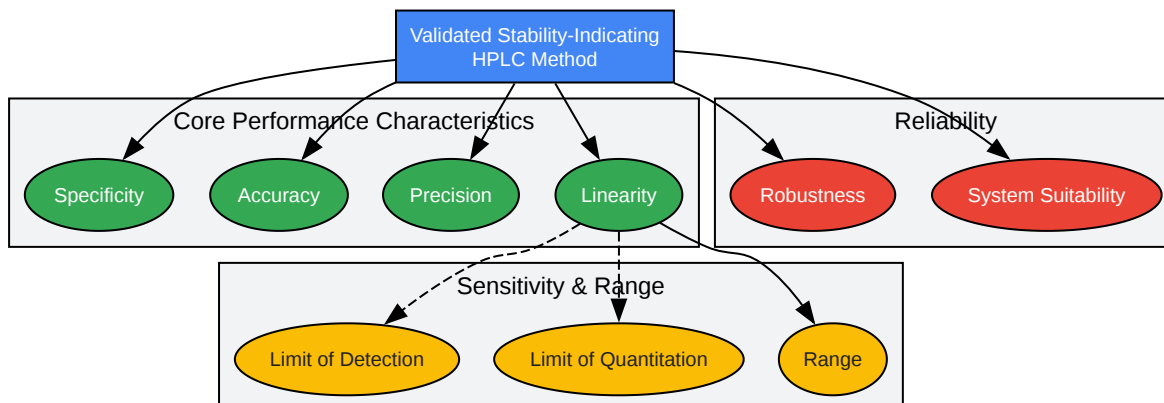 Validated Stability-Indicating
HPLC Method
Core Performance Characteristics
Reliability
Specificity
Accuracy
Precision
Linearity
Robustness
System Suitability
Sensitivity & Range
Limit of Detection
Limit of Quantitation
Range